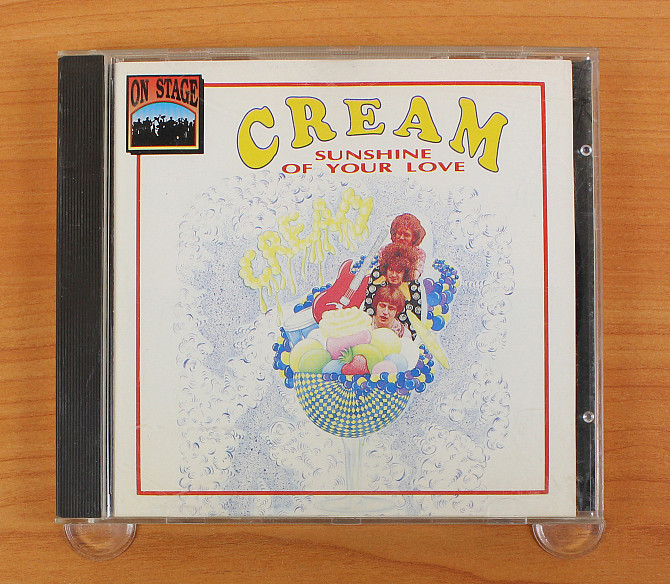 ON STAGE
CREAM
SUNSHINE
OF YOUR LOVE
CREAM